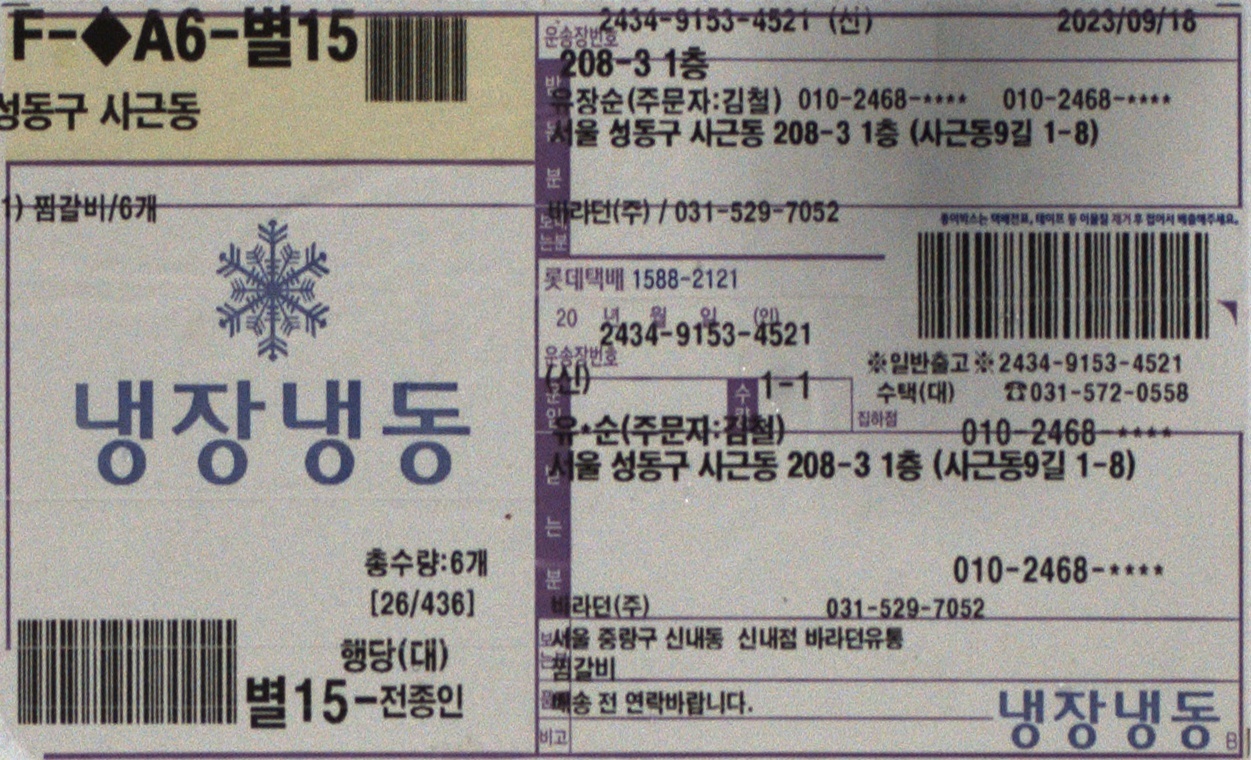 F-◆A6-별15
성동구 사근동
1) 찜갈비/6개
냉장냉동
총수량:6개
[26/436]
행당(대)
별15-전종인
운송장번호 2434-9153-4521 (신) 2023/09/18
208-3 1층
유장순(주문자:김철) 010-2468-**** 010-2468-****
서울 성동구 사근동 208-3 1층 (사근동9길 1-8)
받는분
바라던(주) / 031-529-7052
보내는분
종이박스는 택배전표, 테이프 등 이물질 제거 후 접어서 배출해주세요.
롯데택배 1588-2121
20 년 월 일 (인)
운송장번호 2434-9153-4521
(신)
※일반출고※2434-9153-4521
수택(대) ☎031-572-0558
수량 1-1
집하점
유*순(주문자:김철) 010-2468-****
서울 성동구 사근동 208-3 1층 (사근동9길 1-8)
받는분
010-2468-****
바라던(주) 031-529-7052
서울 중랑구 신내동 신내점 바라던유통
찜갈비
배송 전 연락바랍니다.
비고
냉장냉동
B